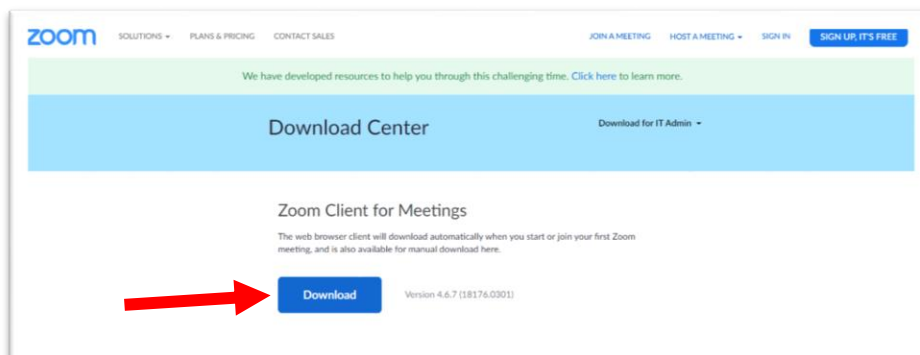 zoom SOLUTIONS PLANS & PRICING CONTACT SALES JOIN A MEETING HOST A MEETING SIGN IN SIGN UP, IT'S FREE
We have developed resources to help you through this challenging time. Click here to learn more.
Download Center Download for IT Admin
Zoom Client for Meetings
The web browser client will download automatically when you start or join your first Zoom
meeting, and is also available for manual download here.
Download Version 4.6.7 (18176.0301)